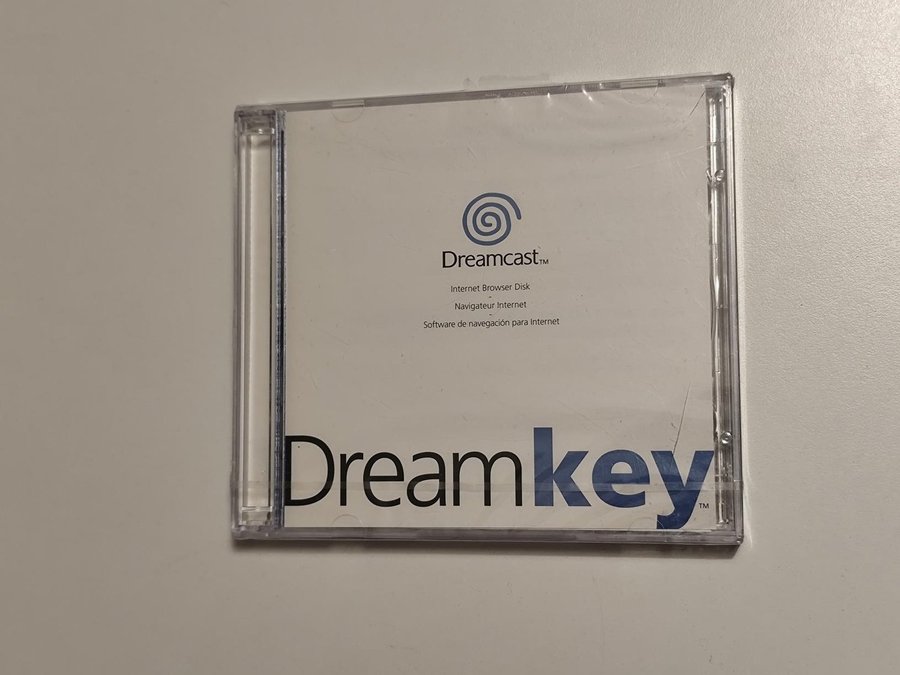 Dreamcast™
Internet Browser Disk
-
Navigateur Internet
-
Software de navegación para Internet
Dreamkey™